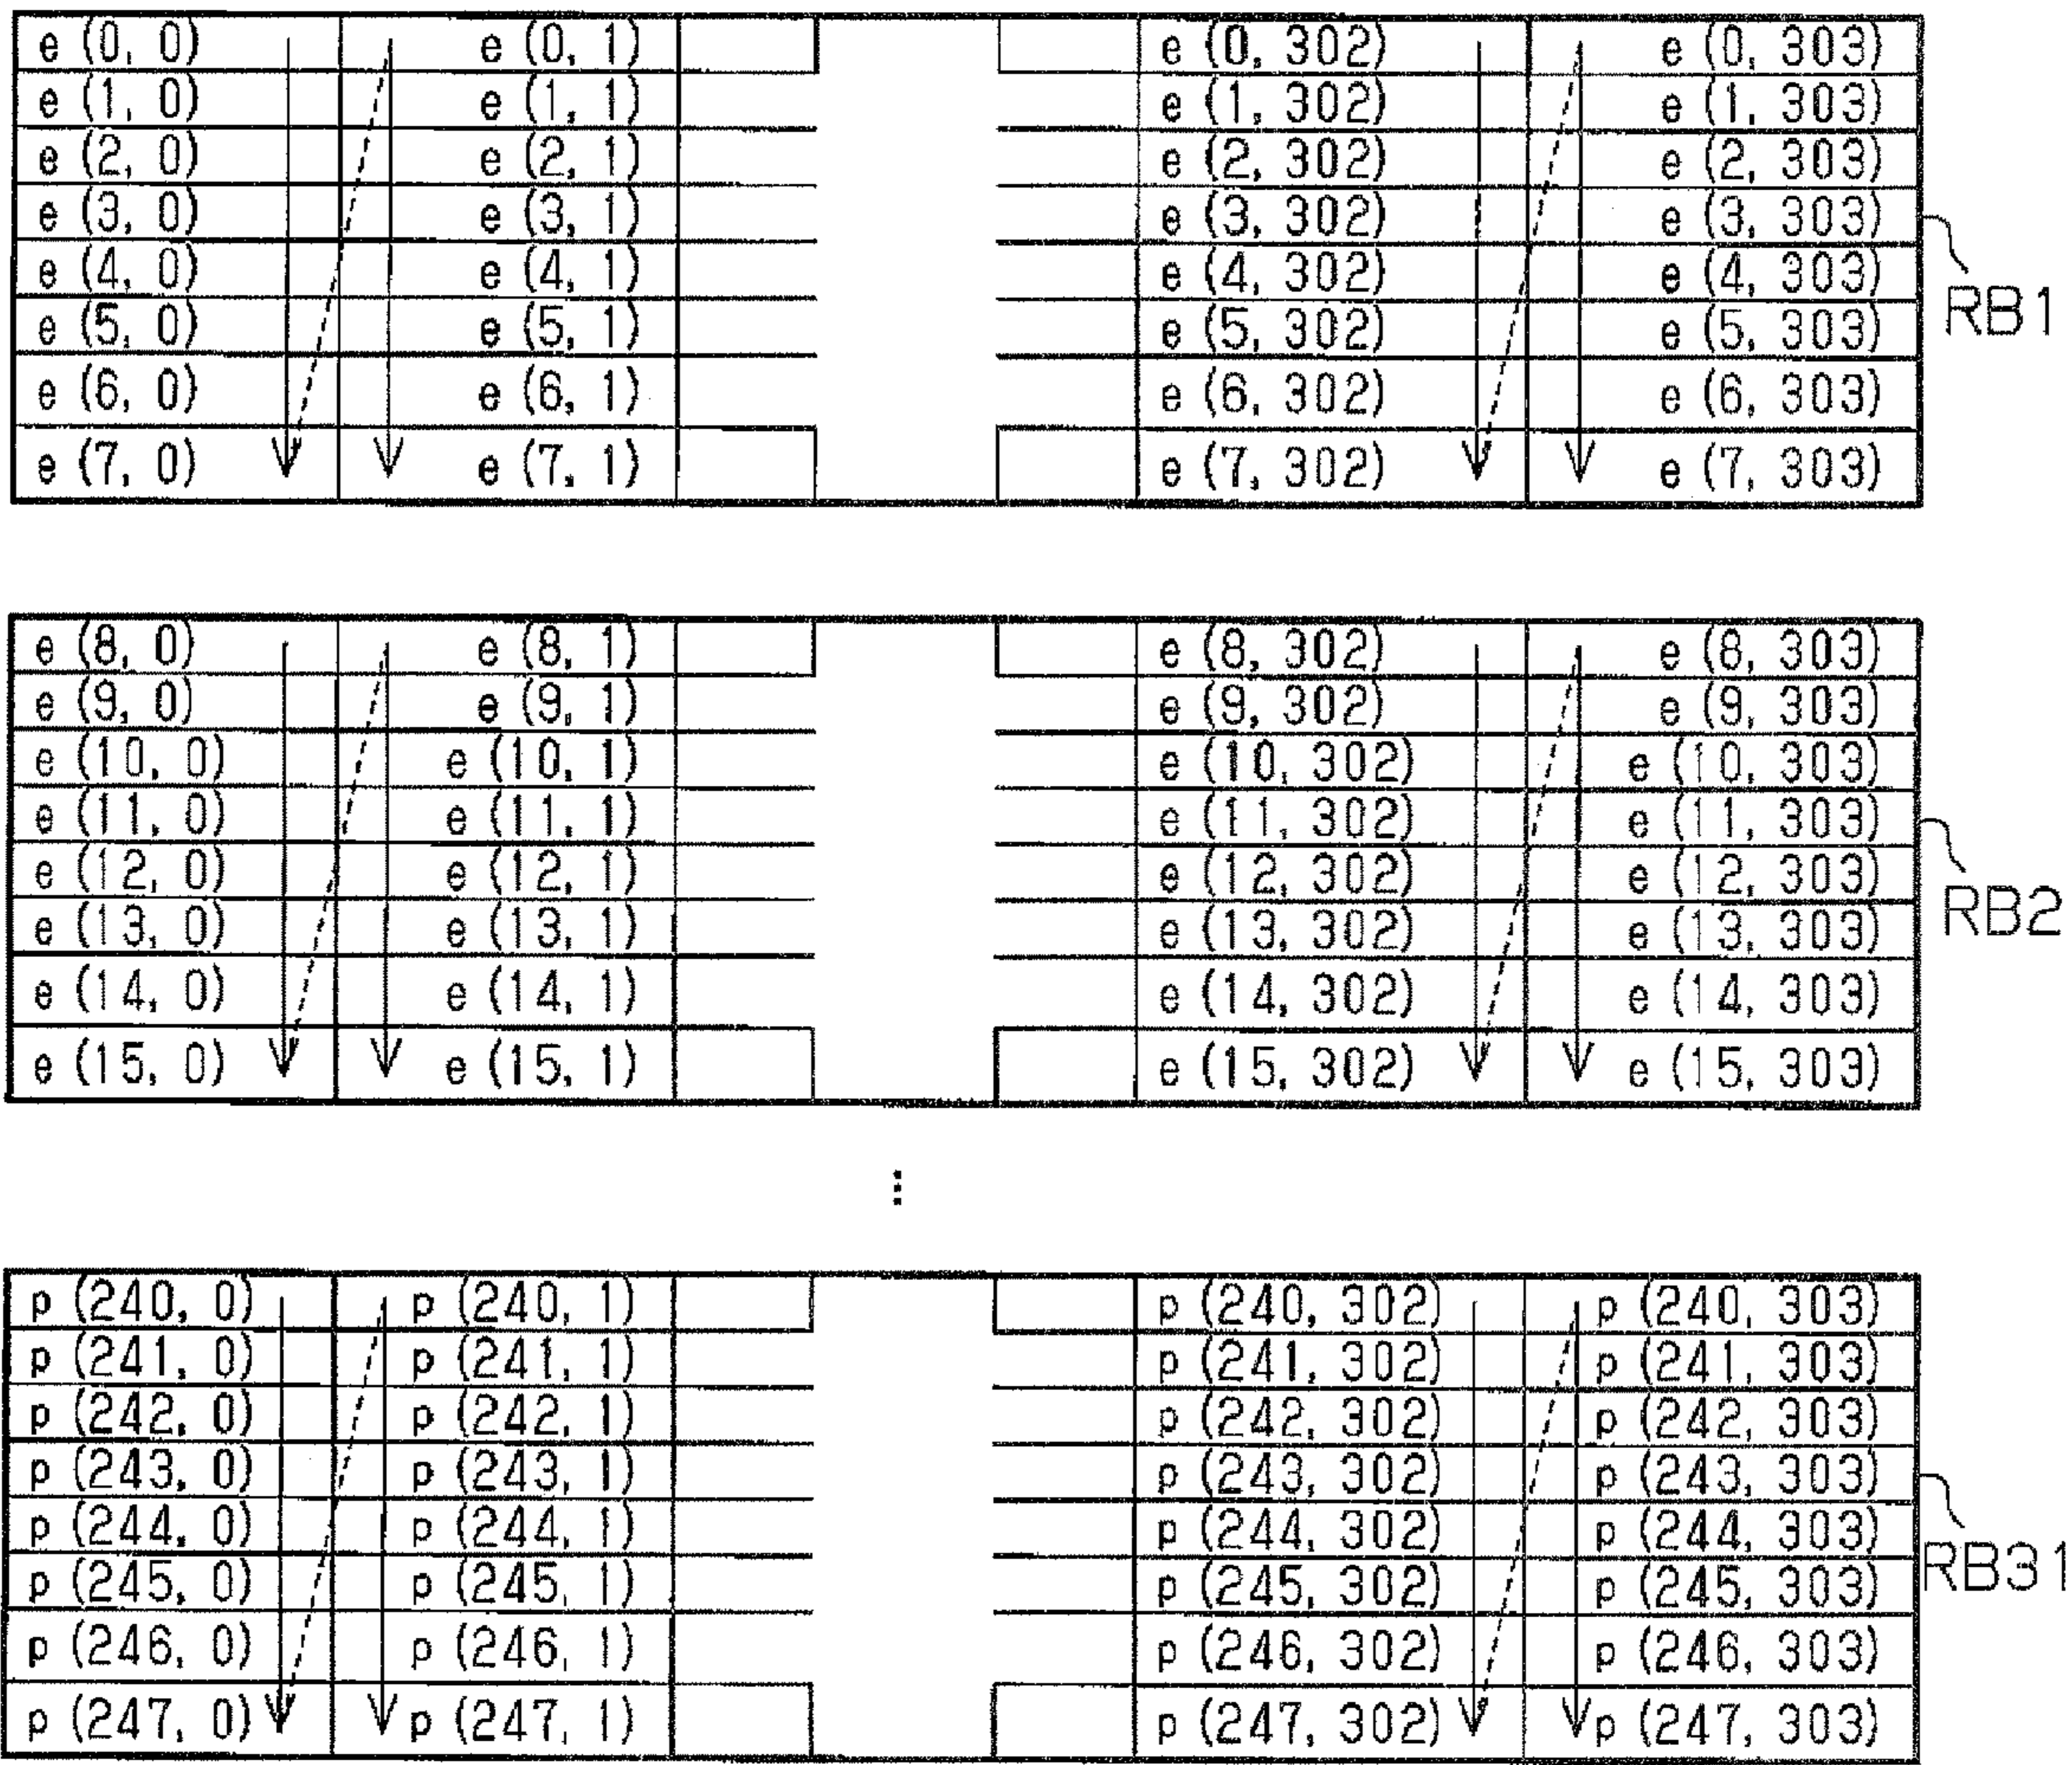 e (0, 0) e (0, 1) e (0, 302) e (0, 303)
e (1, 0) e (1, 1) e (1, 302) e (1, 303)
e (2, 0) e (2, 1) e (2, 302) e (2, 303)
e (3, 0) e (3, 1) e (3, 302) e (3, 303)
e (4, 0) e (4, 1) e (4, 302) e (4, 303)
RB1
e (5, 0) e (5, 1) e (5, 302) e (5, 303)
e (6, 0) e (6, 1) e (6, 302) e (6, 303)
e (7, 0) e (7, 1) e (7, 302) e (7, 303)
e (8, 0) e (8, 1) e (8, 302) e (8, 303)
e (9, 0) e (9, 1) e (9, 302) e (9, 303)
e (10, 0) e (10, 1) e (10, 302) e (10, 303)
e (11, 0) e (11, 1) e (11, 302) e (11, 303)
e (12, 0) e (12, 1) e (12, 302) e (12, 303)
RB2
e (13, 0) e (13, 1) e (13, 302) e (13, 303)
e (14, 0) e (14, 1) e (14, 302) e (14, 303)
e (15, 0) e (15, 1) e (15, 302) e (15, 303)
⋮
p (240, 0) p (240, 1) p (240, 302) p (240, 303)
p (241, 0) p (241, 1) p (241, 302) p (241, 303)
p (242, 0) p (242, 1) p (242, 302) p (242, 303)
p (243, 0) p (243, 1) p (243, 302) p (243, 303)
p (244, 0) p (244, 1) p (244, 302) p (244, 303)
RB31
p (245, 0) p (245, 1) p (245, 302) p (245, 303)
p (246, 0) p (246, 1) p (246, 302) p (246, 303)
p (247, 0) p (247, 1) p (247, 302) p (247, 303)